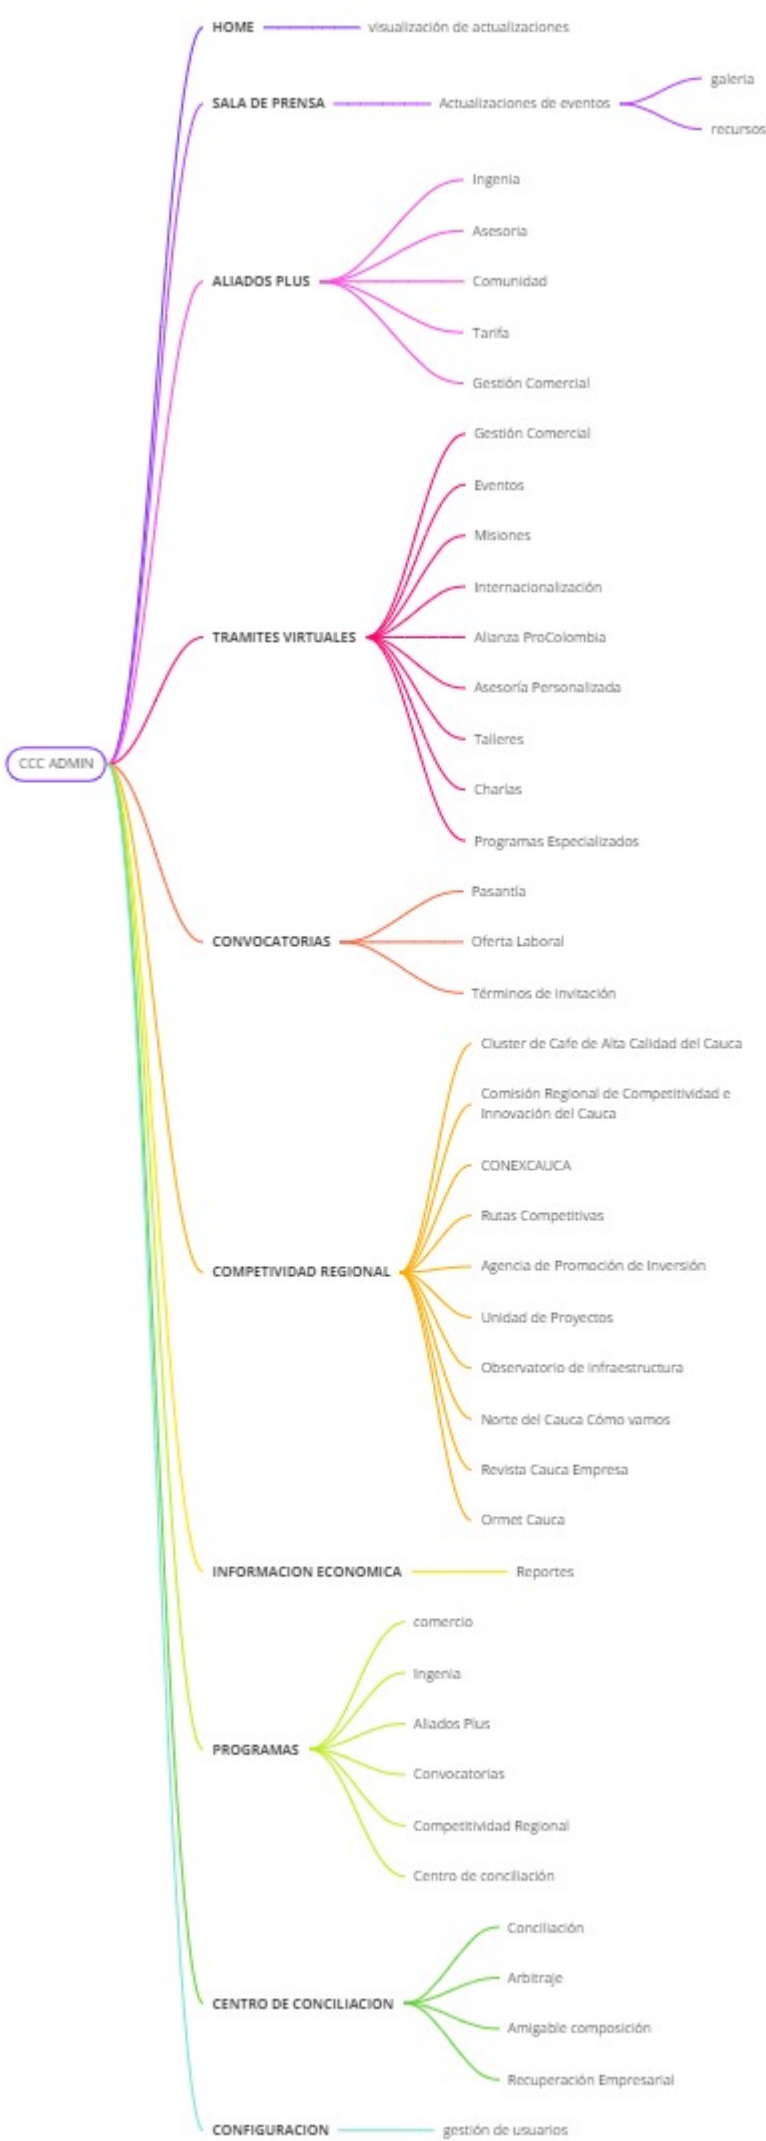 HOME
visualización de actualizaciones
SALA DE PRENSA
Actualizaciones de eventos
galeria
recursos
ALIADOS PLUS
Ingenia
Asesoria
Comunidad
Tarifa
Gestión Comercial
TRAMITES VIRTUALES
Gestión Comercial
Eventos
Misiones
Internacionalización
Alianza ProColombia
Asesoría Personalizada
Talleres
Charlas
Programas Especializados
CCC ADMIN
CONVOCATORIAS
Pasantía
Oferta Laboral
Términos de Invitación
COMPETIVIDAD REGIONAL
Cluster de Cafe de Alta Calidad del Cauca
Comisión Regional de Competitividad e
Innovación del Cauca
CONEXCAUCA
Rutas Competitivas
Agencia de Promoción de Inversión
Unidad de Proyectos
Observatorio de Infraestructura
Norte del Cauca Cómo vamos
Revista Cauca Empresa
Ormet Cauca
INFORMACION ECONOMICA
Reportes
PROGRAMAS
comercio
Ingenia
Aliados Plus
Convocatorias
Competitividad Regional
Centro de conciliación
CENTRO DE CONCILIACION
Conciliación
Arbitraje
Amigable composición
Recuperación Empresarial
CONFIGURACION
gestión de usuarios